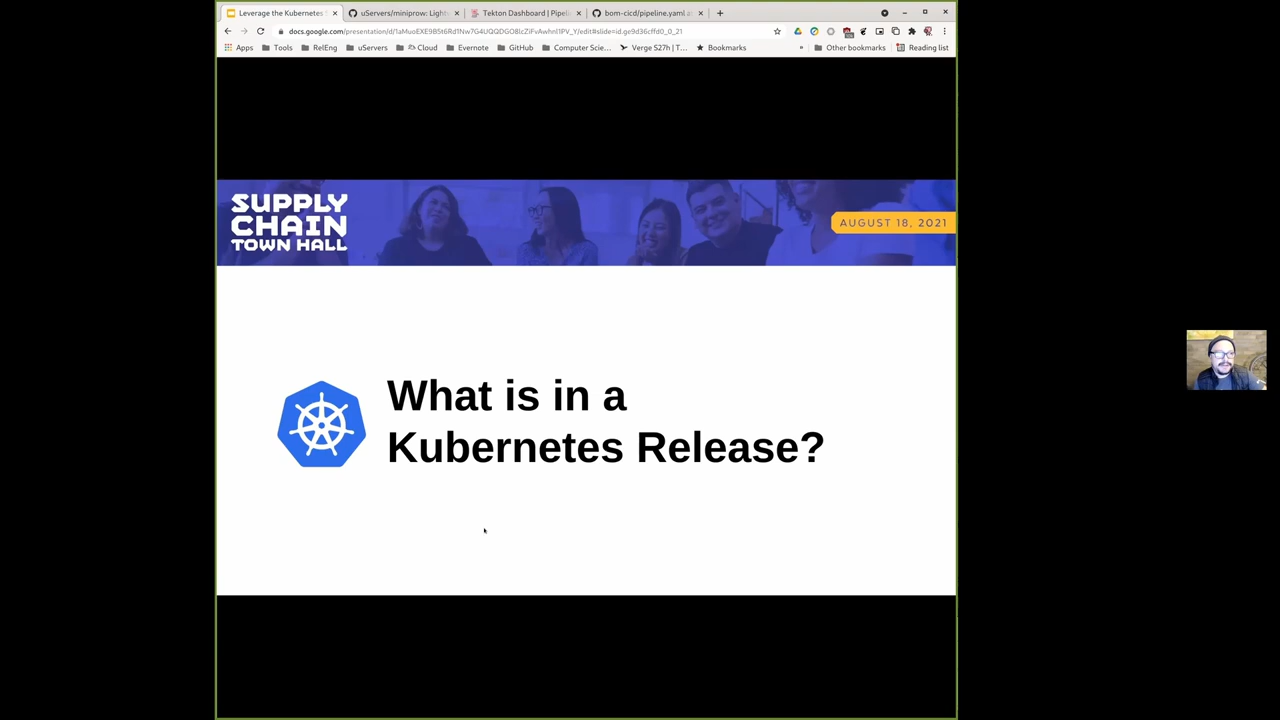 Leverage the Kubernetes
uServers/miniprow: Light
Tekton Dashboard | Pipeli
bom-cicd/pipeline.yaml a
Apps
Tools
RelEng
uServers
Cloud
Evernote
GitHub
Computer Scie...
Verge S27h | T...
Bookmarks
»
Other bookmarks
Reading list
SUPPLY
CHAIN
TOWN HALL
AUGUST 18, 2021
What is in a
Kubernetes Release?